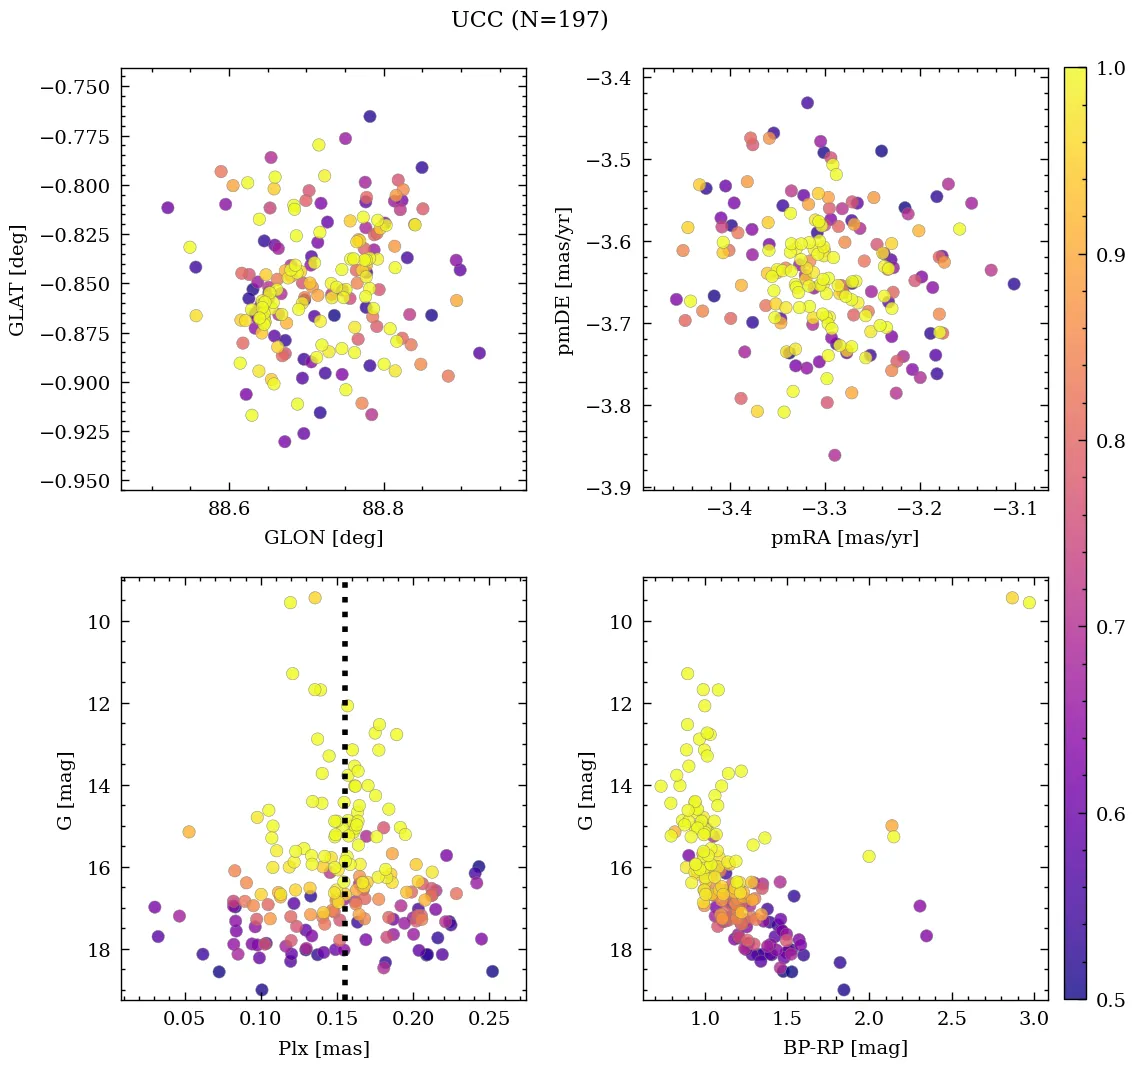 UCC (N=197)
−0.750
−0.775
−0.800
−0.825
−0.850
−0.875
−0.900
−0.925
−0.950
GLAT [deg]
88.6 88.8
GLON [deg]
−3.4
−3.5
−3.6
−3.7
−3.8
−3.9
pmDE [mas/yr]
−3.4 −3.3 −3.2 −3.1
pmRA [mas/yr]
10
12
14
16
18
G [mag]
0.05 0.10 0.15 0.20 0.25
Plx [mas]
10
12
14
16
18
G [mag]
1.0 1.5 2.0 2.5 3.0
BP-RP [mag]
1.0
0.9
0.8
0.7
0.6
0.5